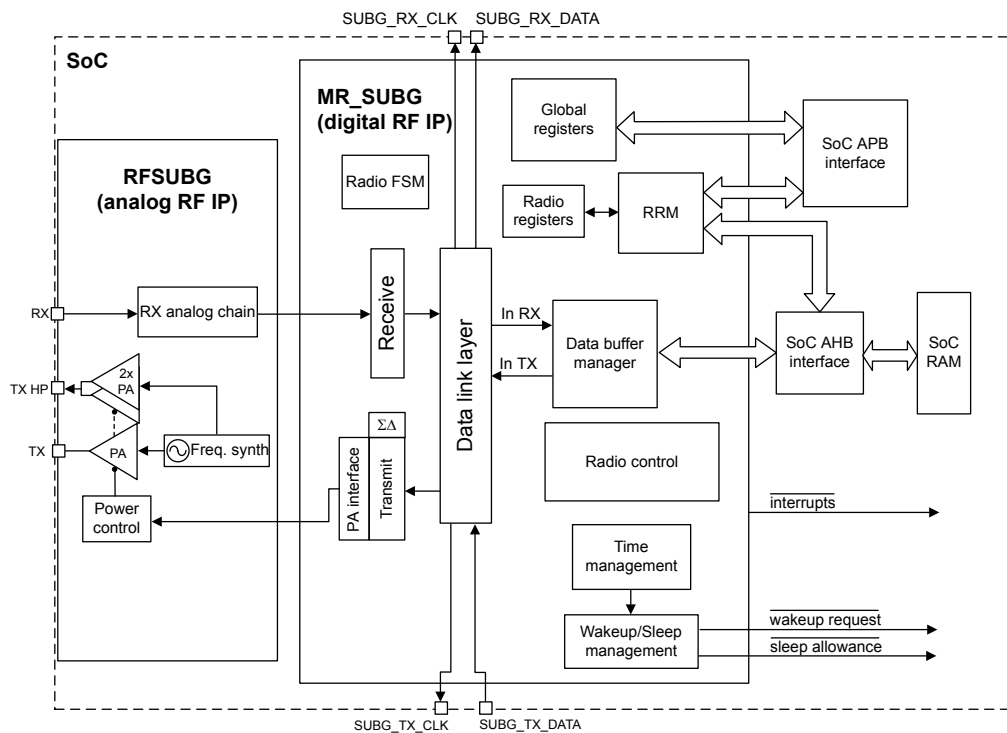 SUBG_RX_CLK
SUBG_RX_DATA
SoC
MR_SUBG
(digital RF IP)
Global
registers
SoC APB
interface
RFSUBG
(analog RF IP)
Radio FSM
Radio
registers
RRM
RX
RX analog chain
Receive
Data link layer
In RX
In TX
Data buffer
manager
SoC AHB
interface
SoC
RAM
TX HP
2x
PA
TX
PA
Freq. synth
ΣΔ
PA interface
Transmit
Radio control
Power
control
interrupts
Time
management
Wakeup/Sleep
management
wakeup request
sleep allowance
SUBG_TX_CLK
SUBG_TX_DATA